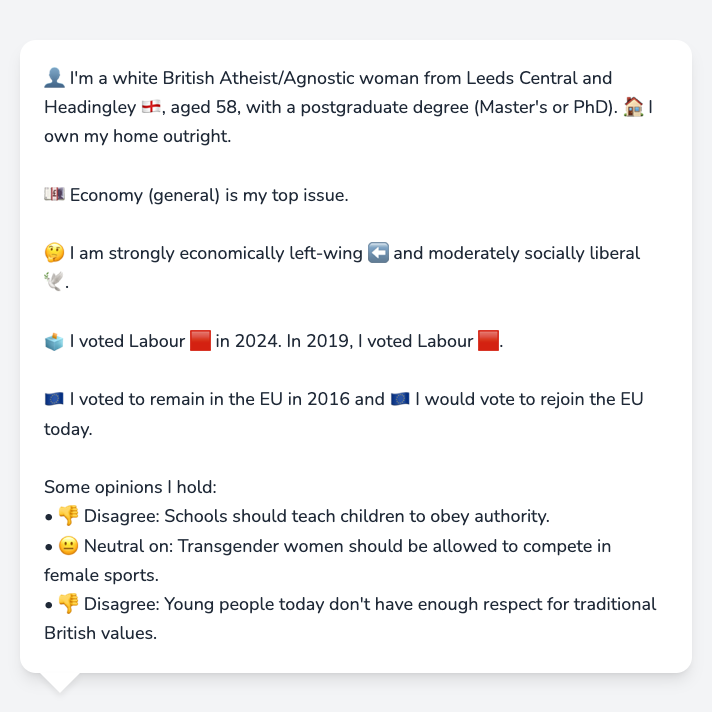 👤 I'm a white British Atheist/Agnostic woman from Leeds Central and
Headingley 🏴󠁧󠁢󠁥󠁮󠁧󠁿, aged 58, with a postgraduate degree (Master's or PhD). 🏠 I
own my home outright.
💷 Economy (general) is my top issue.
🤔 I am strongly economically left-wing ⬅️ and moderately socially liberal
🕊️.
🗳️ I voted Labour 🟥 in 2024. In 2019, I voted Labour 🟥.
🇪🇺 I voted to remain in the EU in 2016 and 🇪🇺 I would vote to rejoin the EU
today.
Some opinions I hold:
• 👎 Disagree: Schools should teach children to obey authority.
• 😐 Neutral on: Transgender women should be allowed to compete in
female sports.
• 👎 Disagree: Young people today don't have enough respect for traditional
British values.